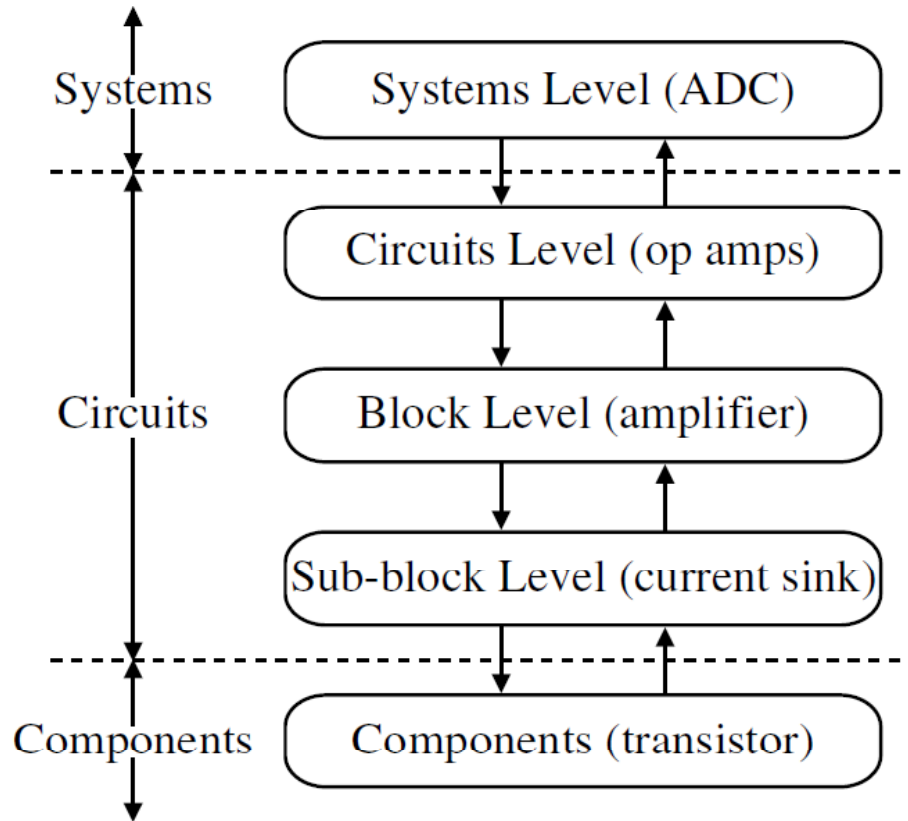 Systems
Systems Level (ADC)
Circuits Level (op amps)
Circuits
Block Level (amplifier)
Sub-block Level (current sink)
Components
Components (transistor)